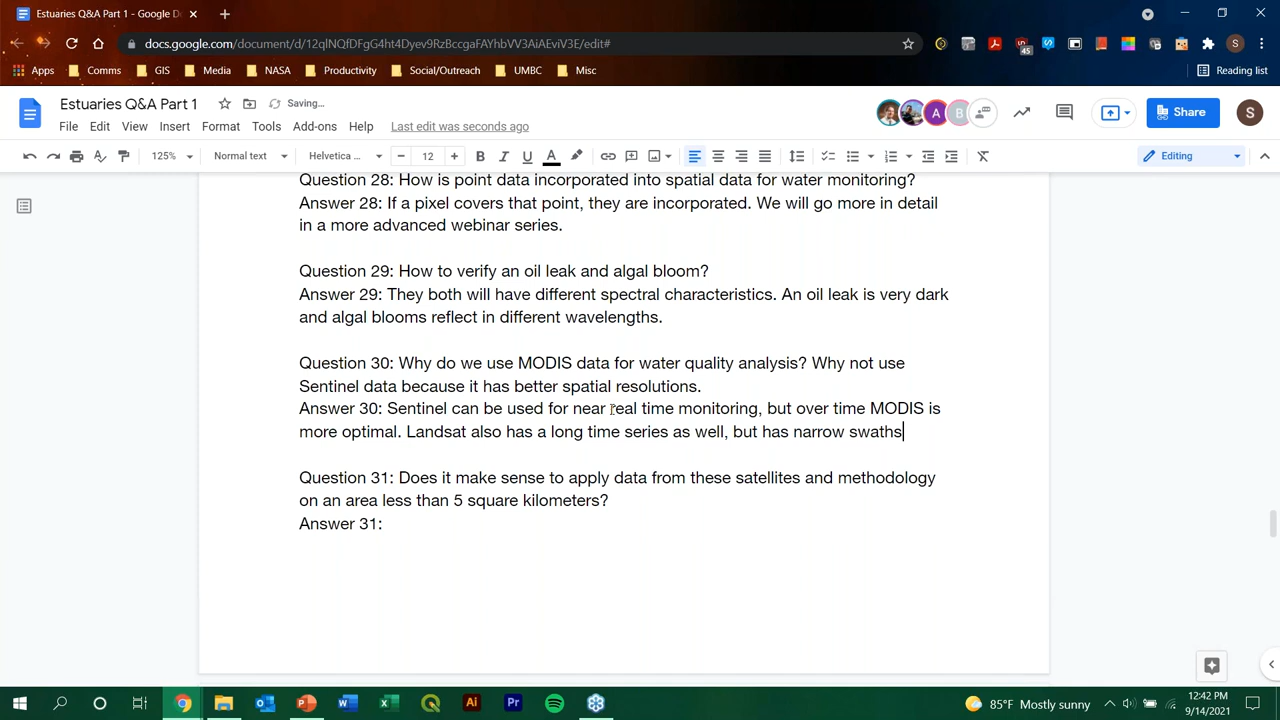 Estuaries Q&A Part 1 - Google D
docs.google.com/document/d/12qlNQfDFgG4ht4Dyev9RzBccgaFAYhbVV3AiAEviV3E/edit#
45
S
Apps
Comms
GIS
Media
NASA
Productivity
Social/Outreach
UMBC
Misc
Reading list
Estuaries Q&A Part 1
Saving...
File
Edit
View
Insert
Format
Tools
Add-ons
Help
Last edit was seconds ago
A
B
Share
S
125%
Normal text
Helvetica ...
12
Editing
Question 28: How is point data incorporated into spatial data for water monitoring?
Answer 28: If a pixel covers that point, they are incorporated. We will go more in detail
in a more advanced webinar series.
Question 29: How to verify an oil leak and algal bloom?
Answer 29: They both will have different spectral characteristics. An oil leak is very dark
and algal blooms reflect in different wavelengths.
Question 30: Why do we use MODIS data for water quality analysis? Why not use
Sentinel data because it has better spatial resolutions.
Answer 30: Sentinel can be used for near real time monitoring, but over time MODIS is
more optimal. Landsat also has a long time series as well, but has narrow swaths
Question 31: Does it make sense to apply data from these satellites and methodology
on an area less than 5 square kilometers?
Answer 31:
85°F Mostly sunny
12:42 PM
9/14/2021